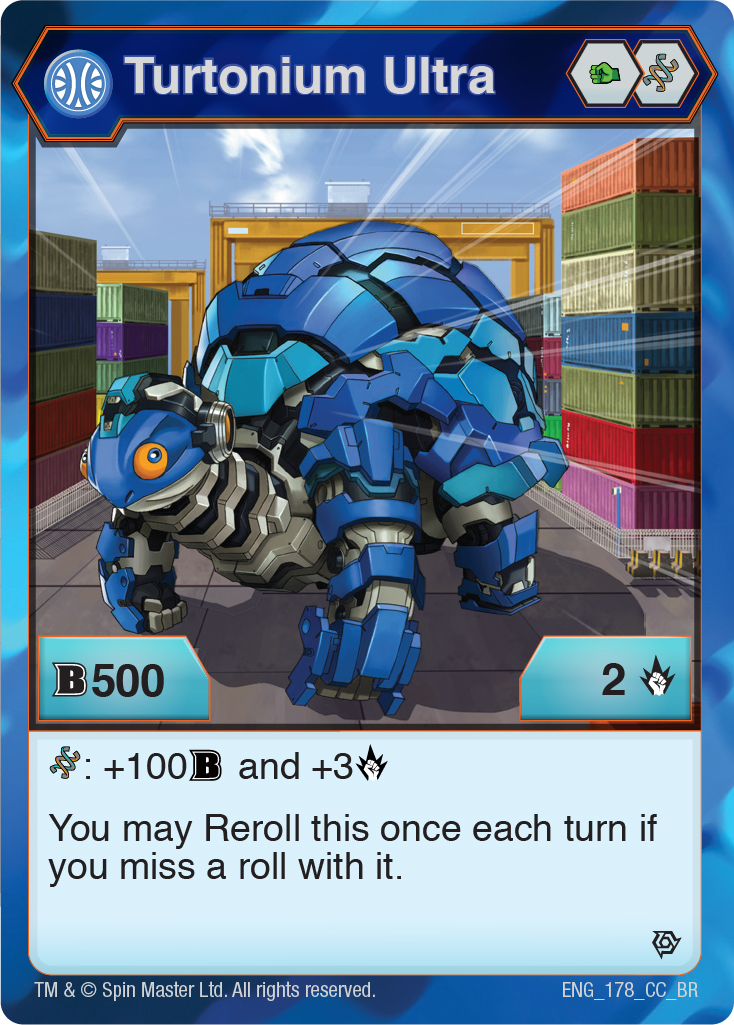 Turtonium Ultra
B 500
2
: +100B and +3
You may Reroll this once each turn if
you miss a roll with it.
TM & © Spin Master Ltd. All rights reserved.
ENG_178_CC_BR